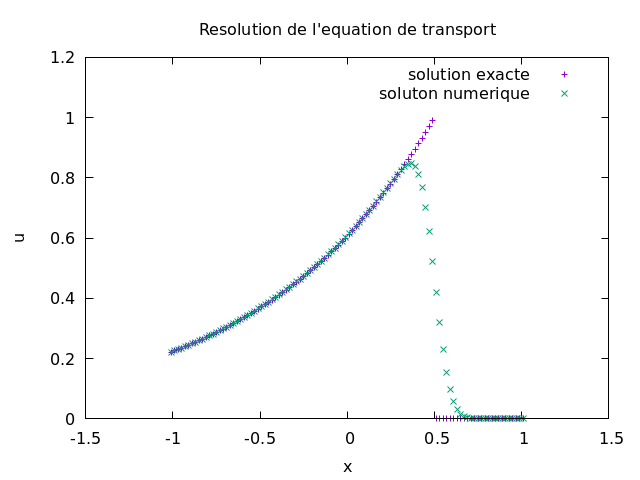 Resolution de l'equation de transport
solution exacte
soluton numerique
1.2
1
0.8
0.6
0.4
0.2
0
u
-1.5
-1
-0.5
0
0.5
1
1.5
x